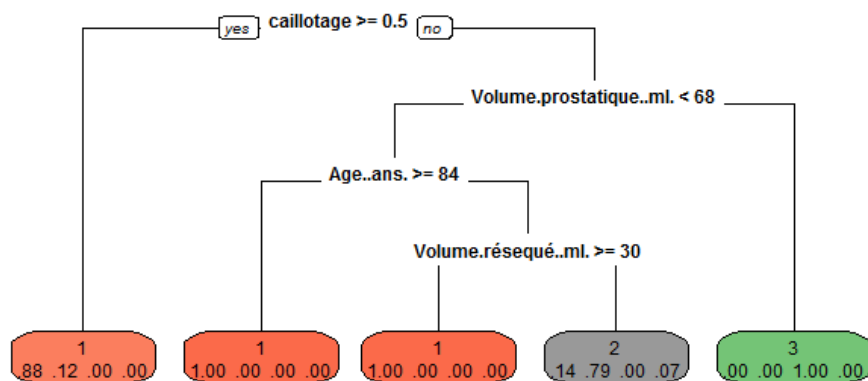 yes caillotage >= 0.5 no
Volume.prostatique..ml. < 68
Age..ans. >= 84
Volume.résequé..ml. >= 30
1 1 1 2 3
.88 .12 .00 .00 1.00 .00 .00 .00 1.00 .00 .00 .00 .14 .79 .00 .07 .00 .00 1.00 .00